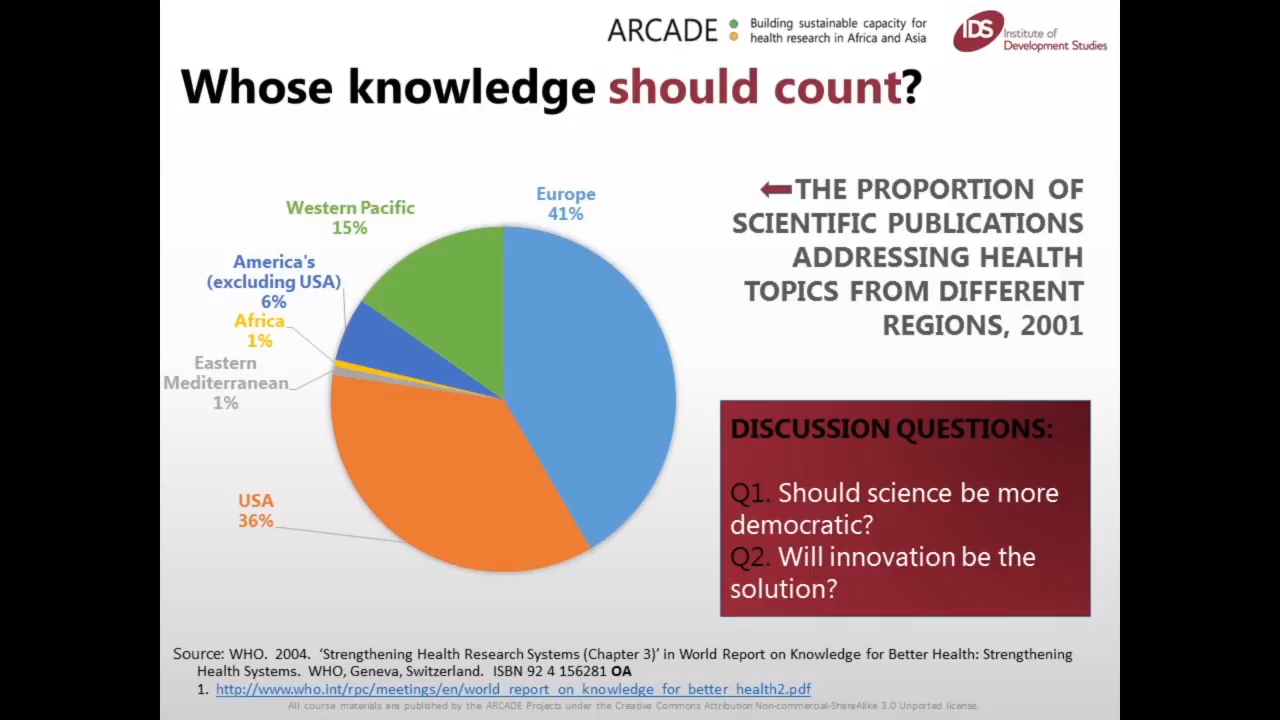 ARCADE
Building sustainable capacity for
health research in Africa and Asia
IDS
Institute of
Development Studies
Whose knowledge should count?
Europe
41%
Western Pacific
15%
America's
(excluding USA)
6%
Africa
1%
Eastern
Mediterranean
1%
USA
36%
THE PROPORTION OF
SCIENTIFIC PUBLICATIONS
ADDRESSING HEALTH
TOPICS FROM DIFFERENT
REGIONS, 2001
DISCUSSION QUESTIONS:
Q1. Should science be more
democratic?
Q2. Will innovation be the
solution?
Source: WHO. 2004. ‘Strengthening Health Research Systems (Chapter 3)’ in World Report on Knowledge for Better Health: Strengthening
Health Systems. WHO, Geneva, Switzerland. ISBN 92 4 156281 OA
1. http://www.who.int/rpc/meetings/en/world_report_on_knowledge_for_better_health2.pdf
All course materials are published by the ARCADE Projects under the Creative Commons Attribution Non-commercial-ShareAlike 3.0 Unported license.